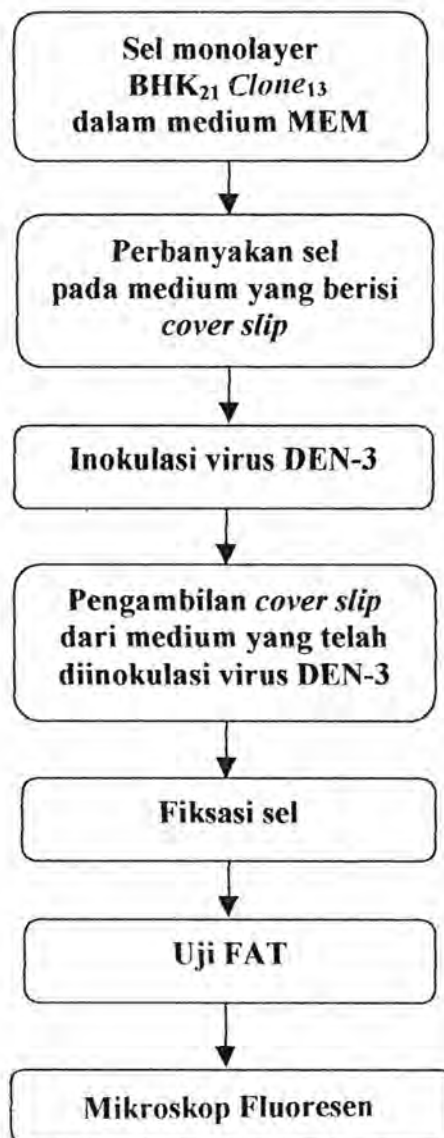 Sel monolayer
BHK₂₁ Clone₁₃
dalam medium MEM
Perbanyakan sel
pada medium yang berisi
cover slip
Inokulasi virus DEN-3
Pengambilan cover slip
dari medium yang telah
diinokulasi virus DEN-3
Fiksasi sel
Uji FAT
Mikroskop Fluoresen